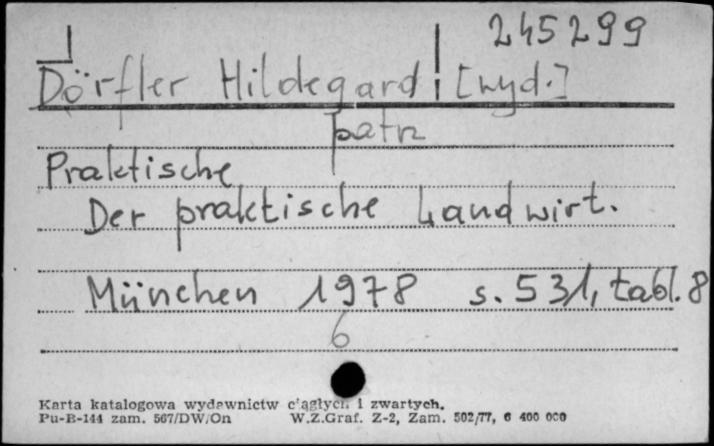 245299
Dörfler Hildegard! [wyd.]
patrz
Praktische
Der praktische Landwirt.
München 1978 s. 531, tabl. 8
6
Karta katalogowa wydawnictw ciągłych i zwartych.
Pu-B-144 zam. 567/DW/On W.Z.Graf. Z-2, Zam. 502/77, 6 400 000